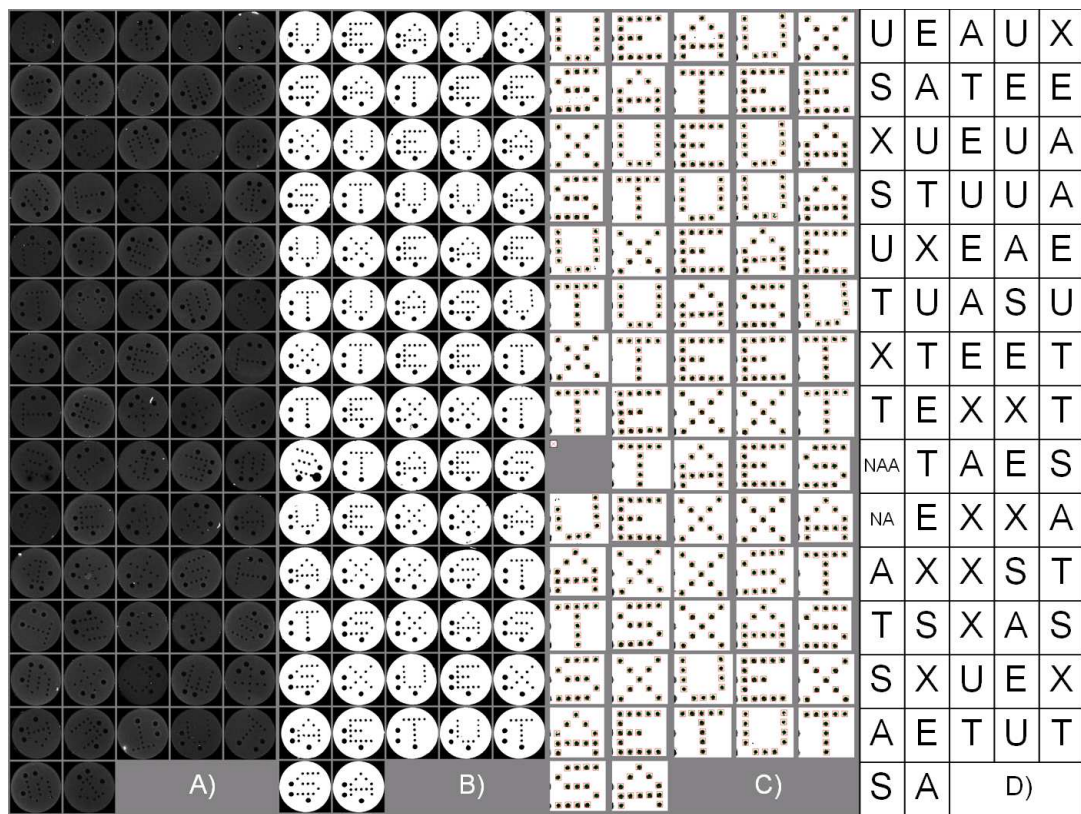 U E A U X
S A T E E
X U E U A
S T U U A
U X E A E
T U A S U
X T E E T
T E X X T
NAA T A E S
NA E X X A
A X X S T
T S X A S
S X U E X
A E T U T
A) B) C) S A D)